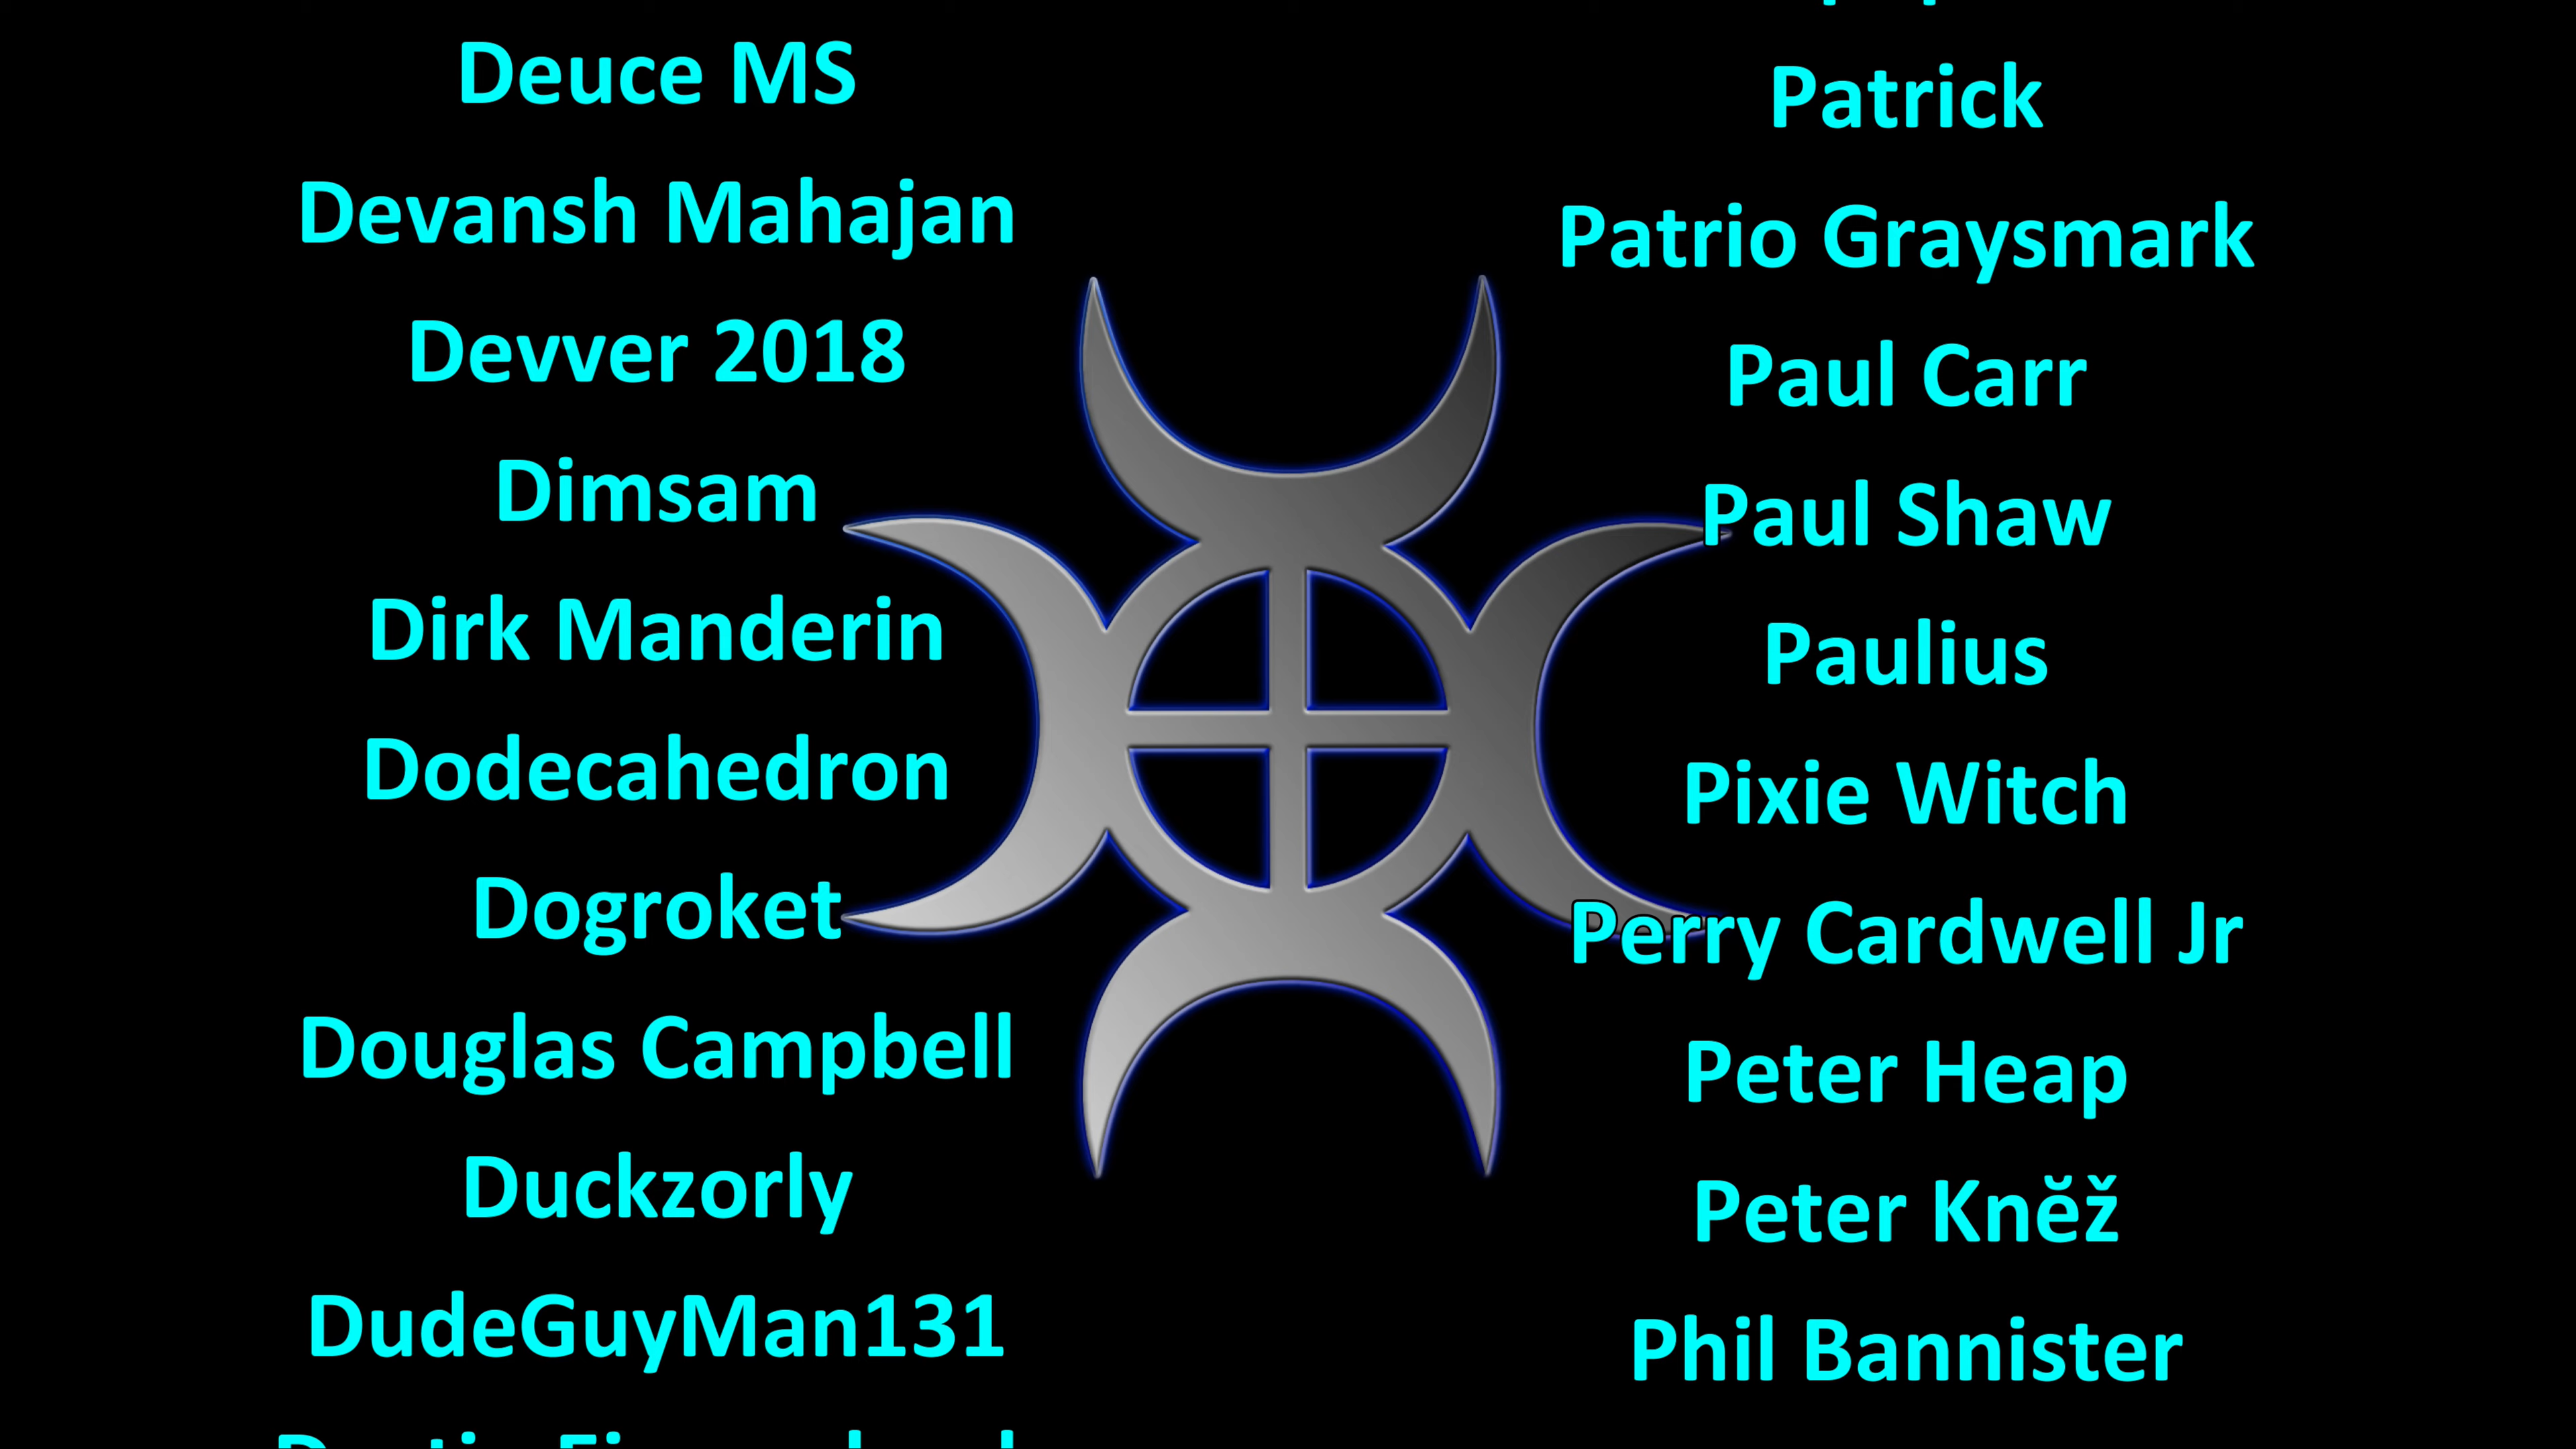 Deuce MS
Devansh Mahajan
Devver 2018
Dimsam
Dirk Manderin
Dodecahedron
Dogroket
Douglas Campbell
Duckzorly
DudeGuyMan131
Patrick
Patrio Graysmark
Paul Carr
Paul Shaw
Paulius
Pixie Witch
Perry Cardwell Jr
Peter Heap
Peter Kněž
Phil Bannister